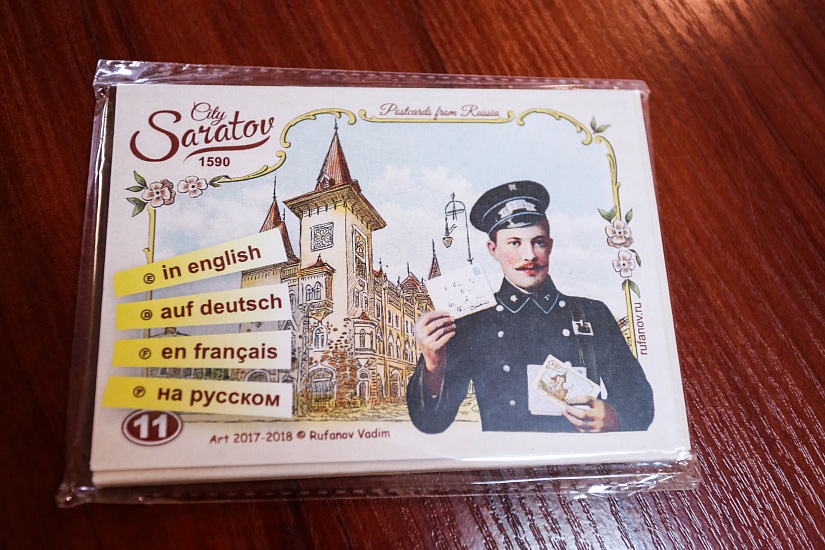 City
Saratov
1590
Postcards from Russia
E in english
D auf deutsch
F en français
Р на русском
11
Art 2017-2018 © Rufanov Vadim
rufanov.ru